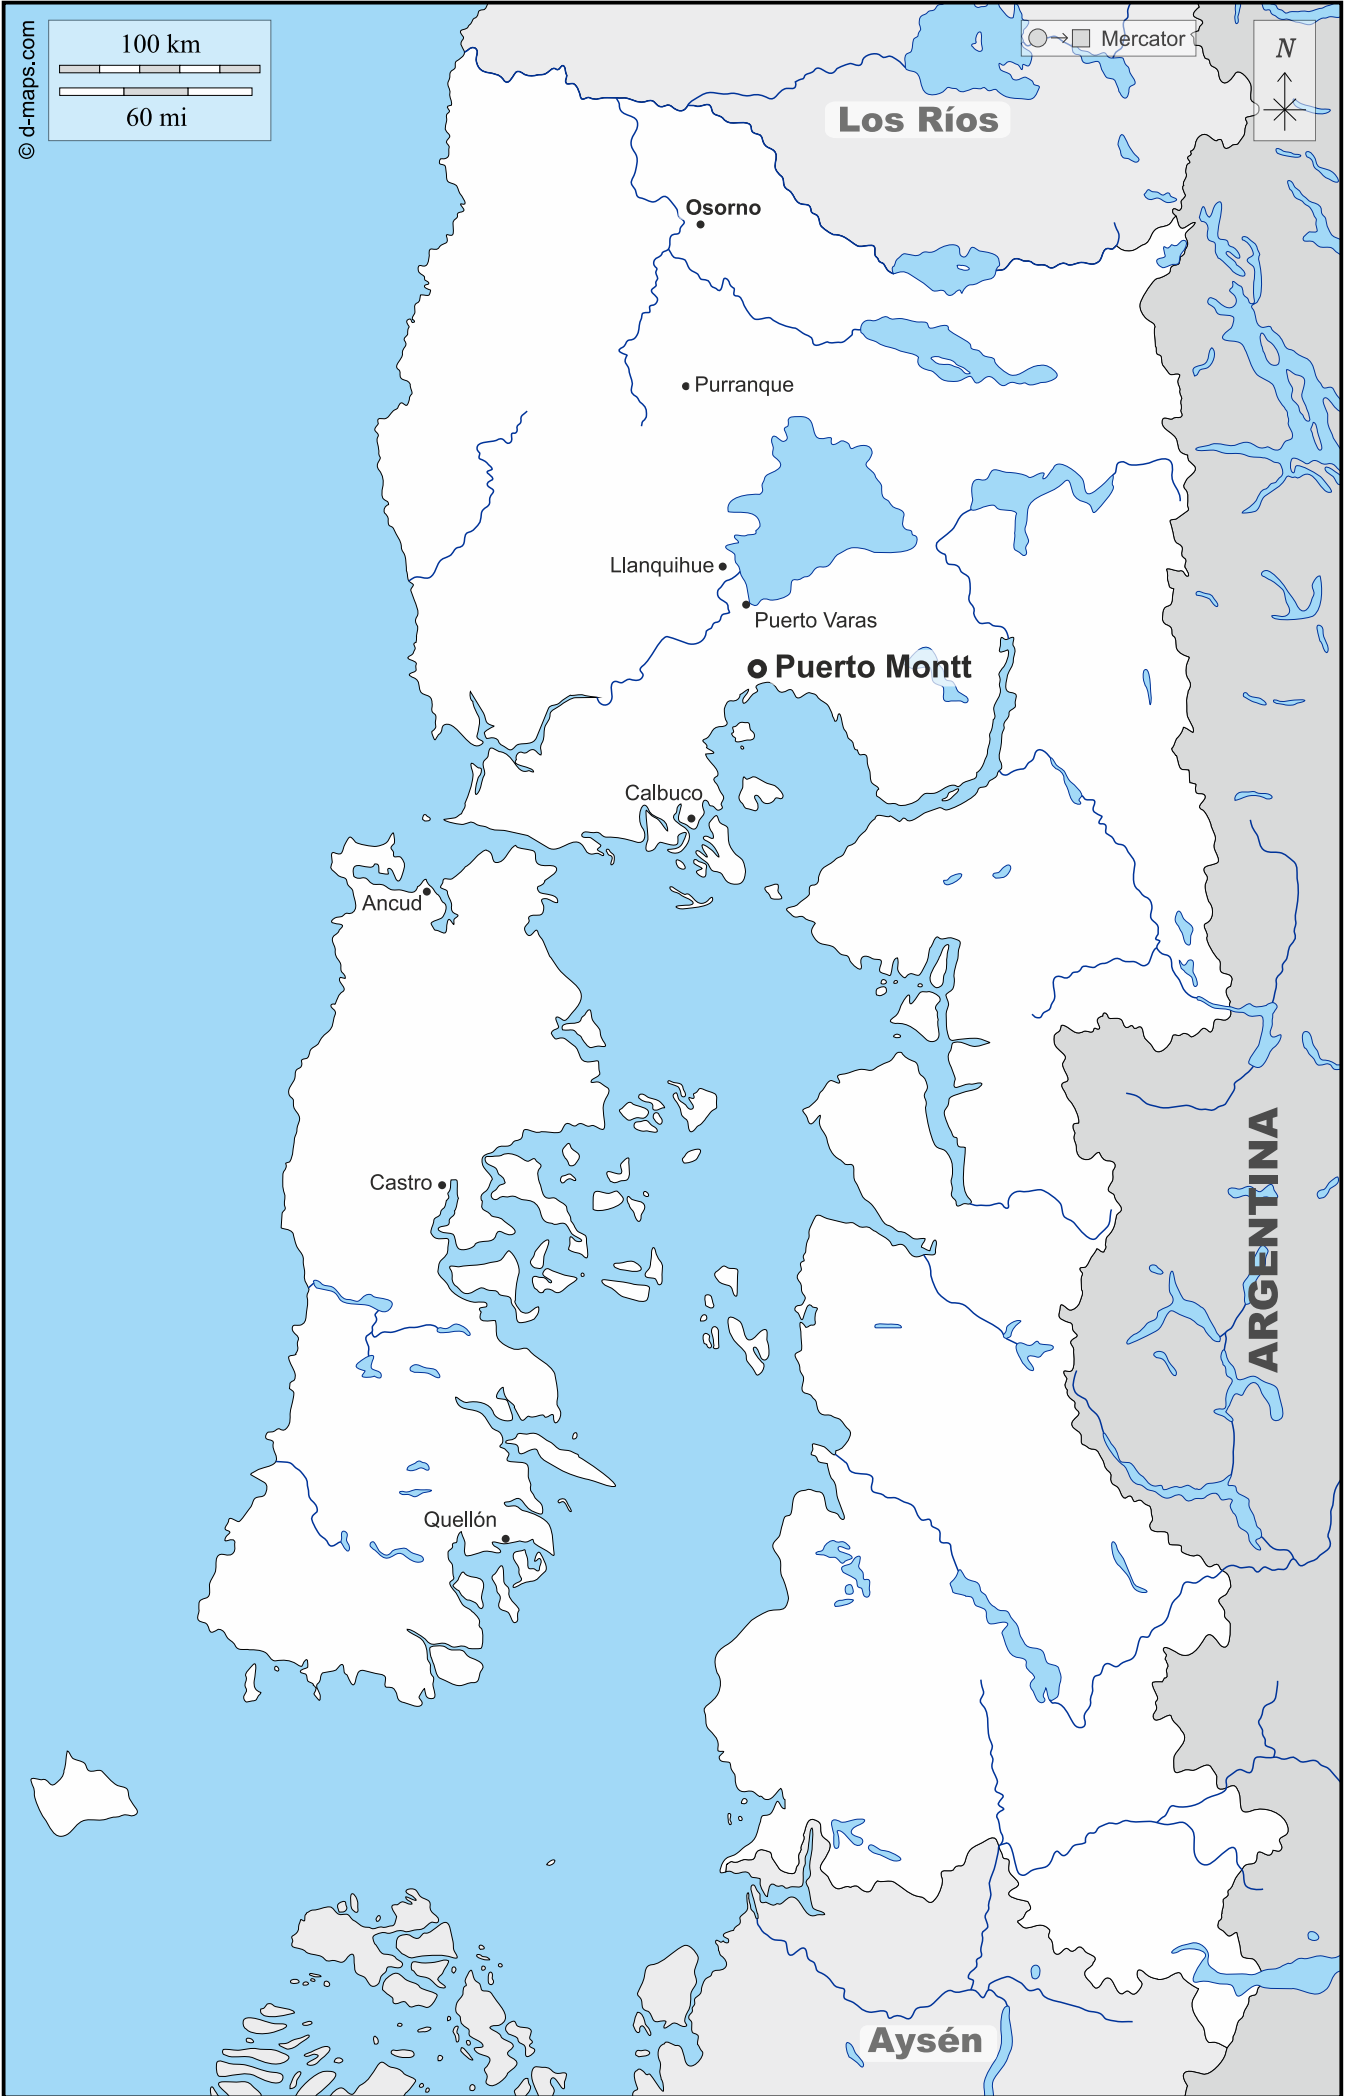 © d-maps.com
100 km
60 mi
Mercator
N
Los Ríos
Osorno
Purranque
Llanquihue
Puerto Varas
Puerto Montt
Calbuco
Ancud
ARGENTINA
Castro
Quellón
Aysén